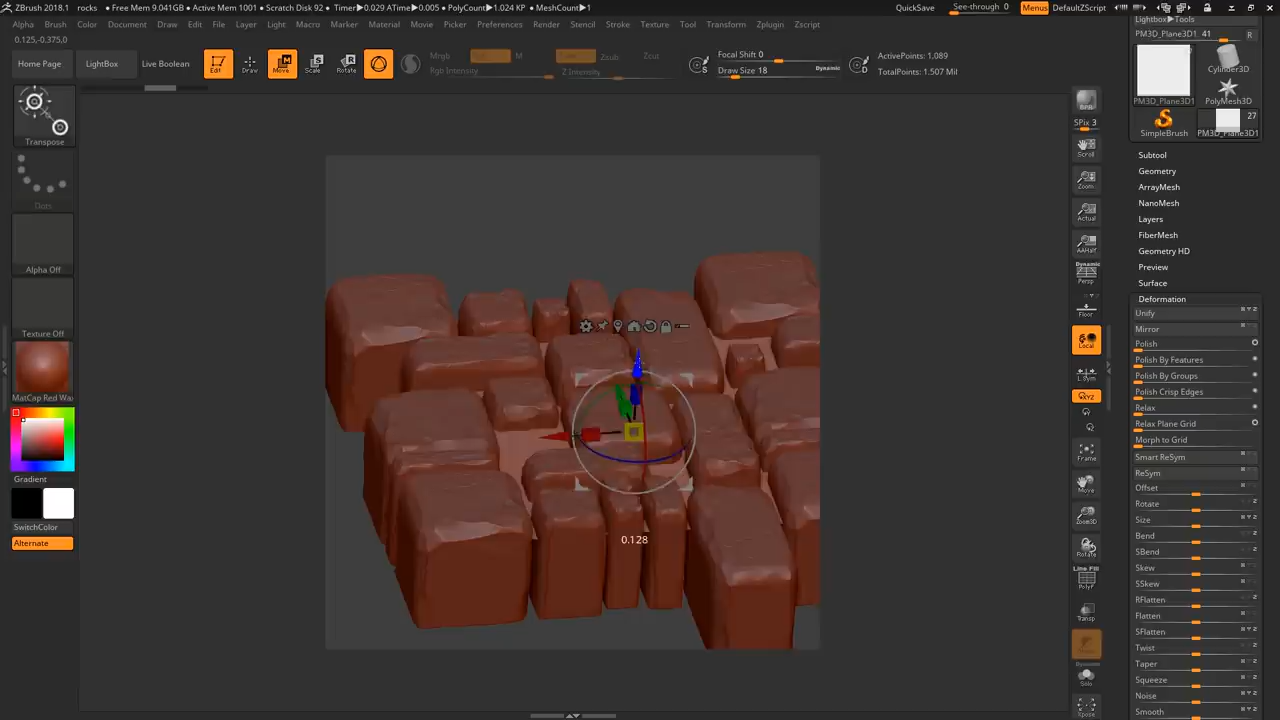 ZBrush 2018.1 rocks • Free Mem 9.041GB • Active Mem 1001 • Scratch Disk 92 • Timer▶0.029 ATime▶0.005 • PolyCount▶1.024 KP • MeshCount▶1 QuickSave See-through 0 Menus DefaultZScript
Alpha Brush Color Document Draw Edit File Layer Light Macro Marker Material Movie Picker Preferences Render Stencil Stroke Texture Tool Transform Zplugin Zscript
0.125,-0.375,0
Home Page LightBox Live Boolean
Edit Draw Move Scale Rotate
Mrgb M Zsub Zcut
Rgb Intensity Z Intensity
Focal Shift 0
Draw Size 18 Dynamic
S D
ActivePoints: 1,089
TotalPoints: 1.507 Mil
Transpose
Dots
Alpha Off
Texture Off
MatCap Red Wa
Gradient
SwitchColor
Alternate
0.128
BPR
SPix 3
Scroll
Zoom
Actual
AAHalf
Dynamic
Persp
Floor
Local
L.Sym
XYZ
Frame
Move
Zoom3D
Rotate
Line Fill
PolyF
Transp
Dynamic
Solo
Xpose
Lightbox▶Tools
PM3D_Plane3D1 41 R
PM3D_Plane3D1
Cylinder3D
PolyMesh3D
SimpleBrush
27
PM3D_Plane3D1
Subtool
Geometry
ArrayMesh
NanoMesh
Layers
FiberMesh
Geometry HD
Preview
Surface
Deformation
Unify
Mirror
Polish
Polish By Features
Polish By Groups
Polish Crisp Edges
Relax
Relax Plane Grid
Morph to Grid
Smart ReSym
ReSym
Offset
Rotate
Size
Bend
SBend
Skew
SSkew
RFlatten
Flatten
SFlatten
Twist
Taper
Squeeze
Noise
Smooth